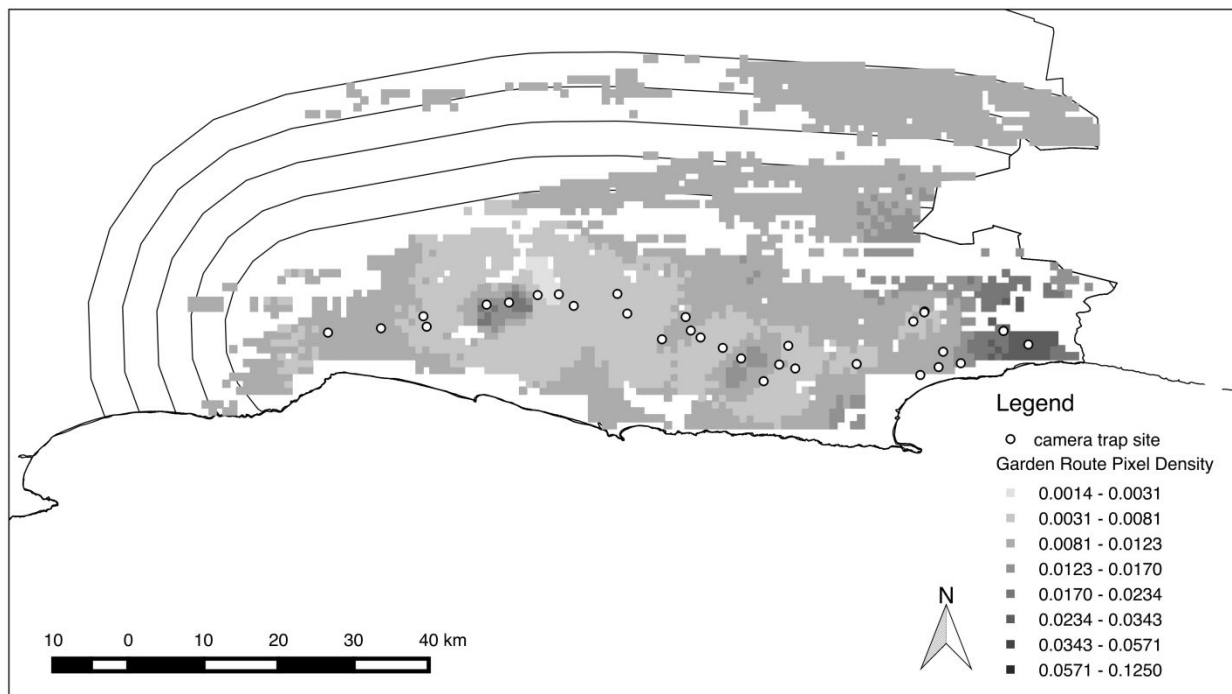 Legend
camera trap site
Garden Route Pixel Density
0.0014 - 0.0031
0.0031 - 0.0081
0.0081 - 0.0123
0.0123 - 0.0170
0.0170 - 0.0234
0.0234 - 0.0343
0.0343 - 0.0571
0.0571 - 0.1250
N
10 0 10 20 30 40 km